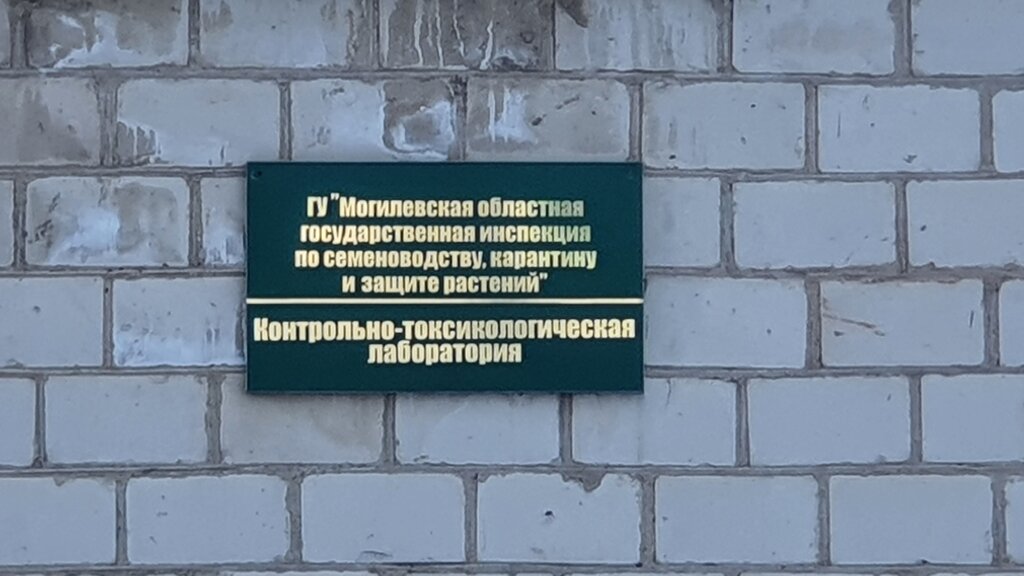 ГУ "Могилевская областная
государственная инспекция
по семеноводству, карантину
и защите растений"
Контрольно-токсикологическая
лаборатория